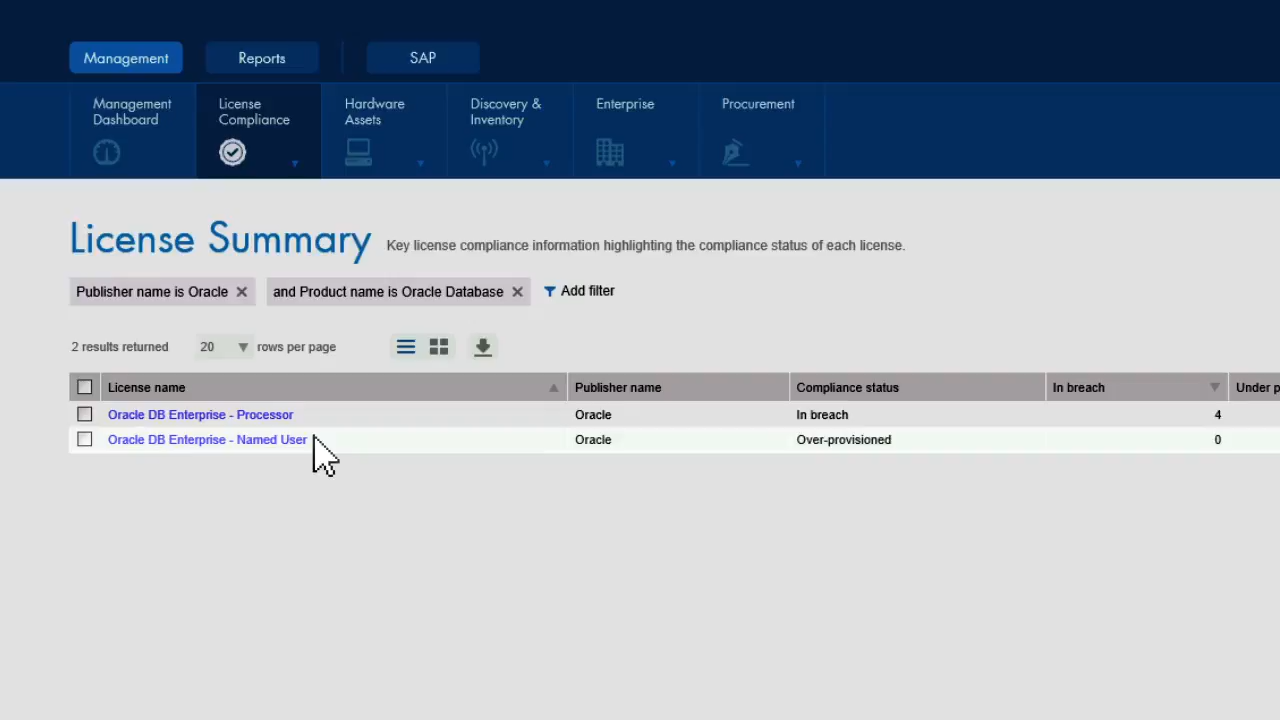 Management Reports SAP
Management Dashboard
License Compliance
Hardware Assets
Discovery & Inventory
Enterprise
Procurement
License Summary Key license compliance information highlighting the compliance status of each license.
Publisher name is Oracle and Product name is Oracle Database Add filter
2 results returned 20 rows per page
License name Publisher name Compliance status In breach Under p
Oracle DB Enterprise - Processor Oracle In breach 4
Oracle DB Enterprise - Named User Oracle Over-provisioned 0